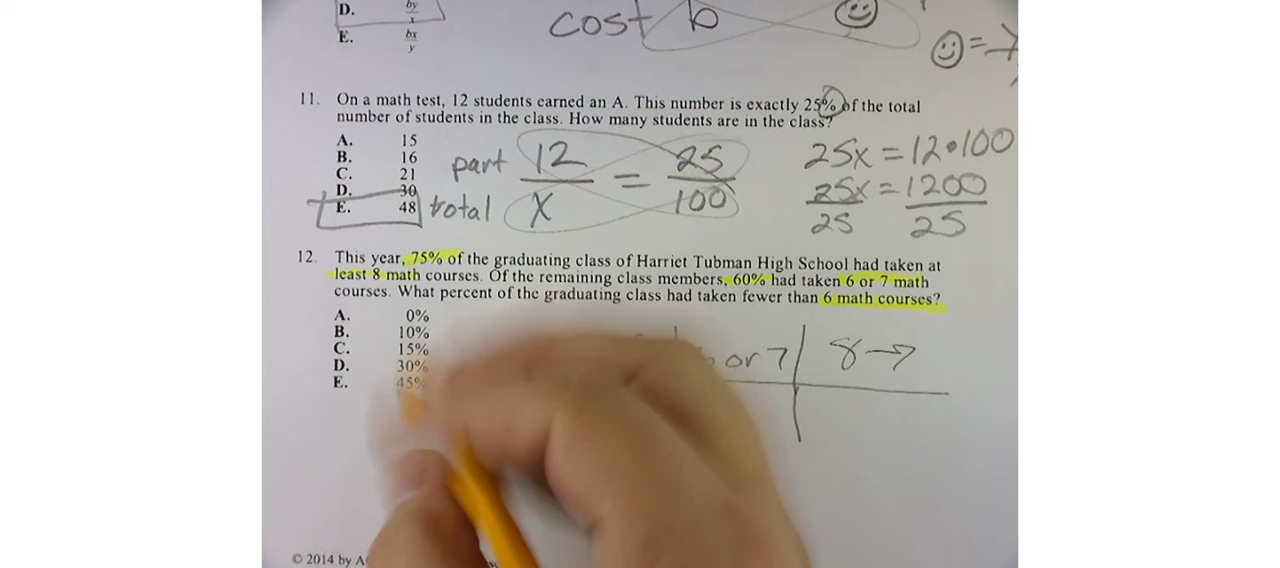 D. by/x
E. bx/y
cost b
= 7
11. On a math test, 12 students earned an A. This number is exactly 25% of the total
number of students in the class. How many students are in the class?
A. 15
B. 16
C. 21
D. 30
E. 48
part 12 = 25
total x 100
25x = 12•100
25x = 1200
25 25
12. This year, 75% of the graduating class of Harriet Tubman High School had taken at
least 8 math courses. Of the remaining class members, 60% had taken 6 or 7 math
courses. What percent of the graduating class had taken fewer than 6 math courses?
A. 0%
B. 10%
C. 15%
D. 30%
E. 45%
or 7 8 →
© 2014 by